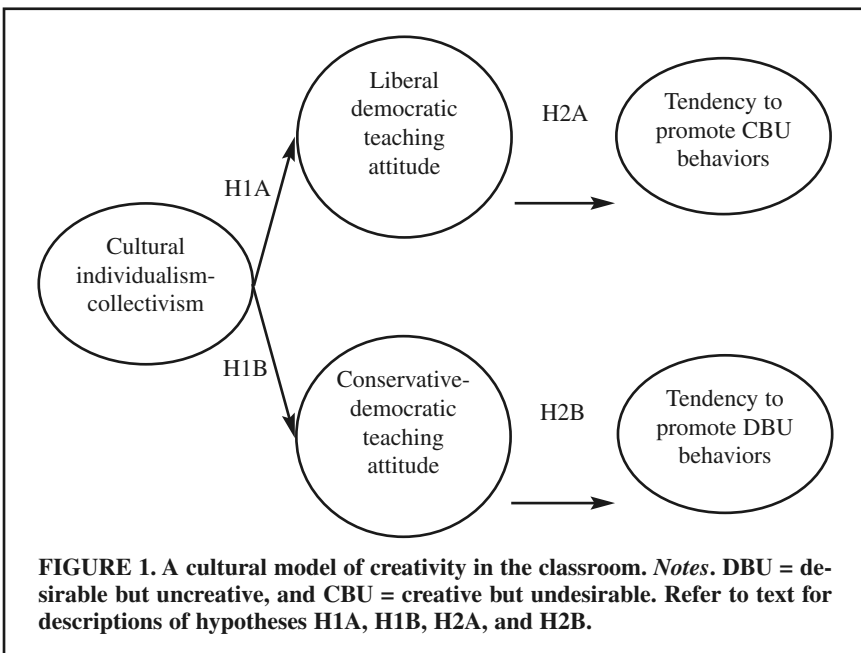 Liberal
democratic
teaching
attitude
H2A
Tendency to
promote CBU
behaviors
H1A
Cultural
individualism-
collectivism
H1B
Conservative-
democratic
teaching
attitude
H2B
Tendency to
promote DBU
behaviors
FIGURE 1. A cultural model of creativity in the classroom. Notes. DBU = de-
sirable but uncreative, and CBU = creative but undesirable. Refer to text for
descriptions of hypotheses H1A, H1B, H2A, and H2B.